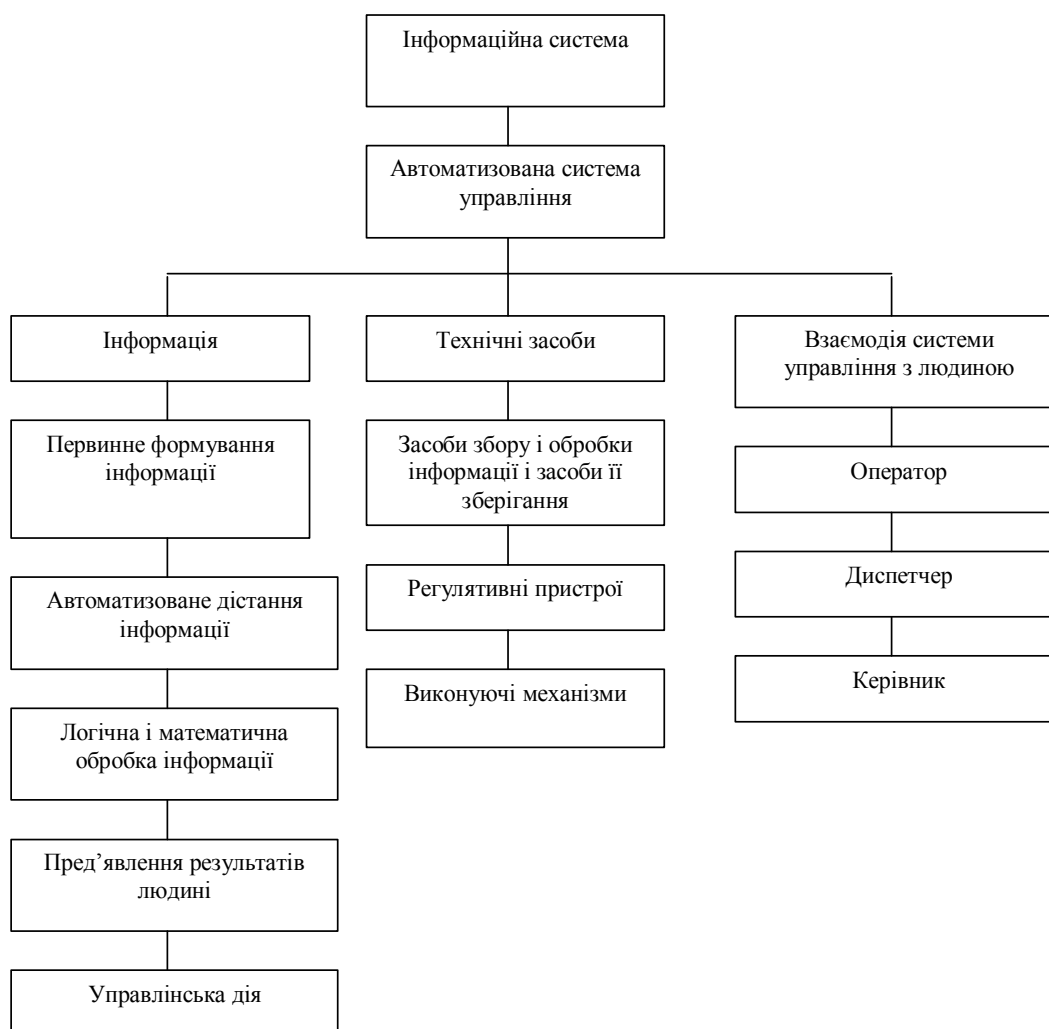 Інформаційна система
Автоматизована система
управління
Інформація
Первинне формування
інформації
Автоматизоване дістання
інформації
Логічна і математична
обробка інформації
Пред’явлення результатів
людині
Управлінська дія
Технічні засоби
Засоби збору і обробки
інформації і засоби її
зберігання
Регулятивні пристрої
Виконуючі механізми
Взаємодія системи
управління з людиною
Оператор
Диспетчер
Керівник